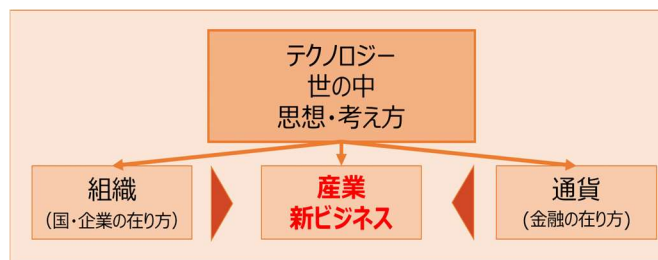 テクノロジー
世の中
思想・考え方
組織
(国・企業の在り方)
産業
新ビジネス
通貨
(金融の在り方)